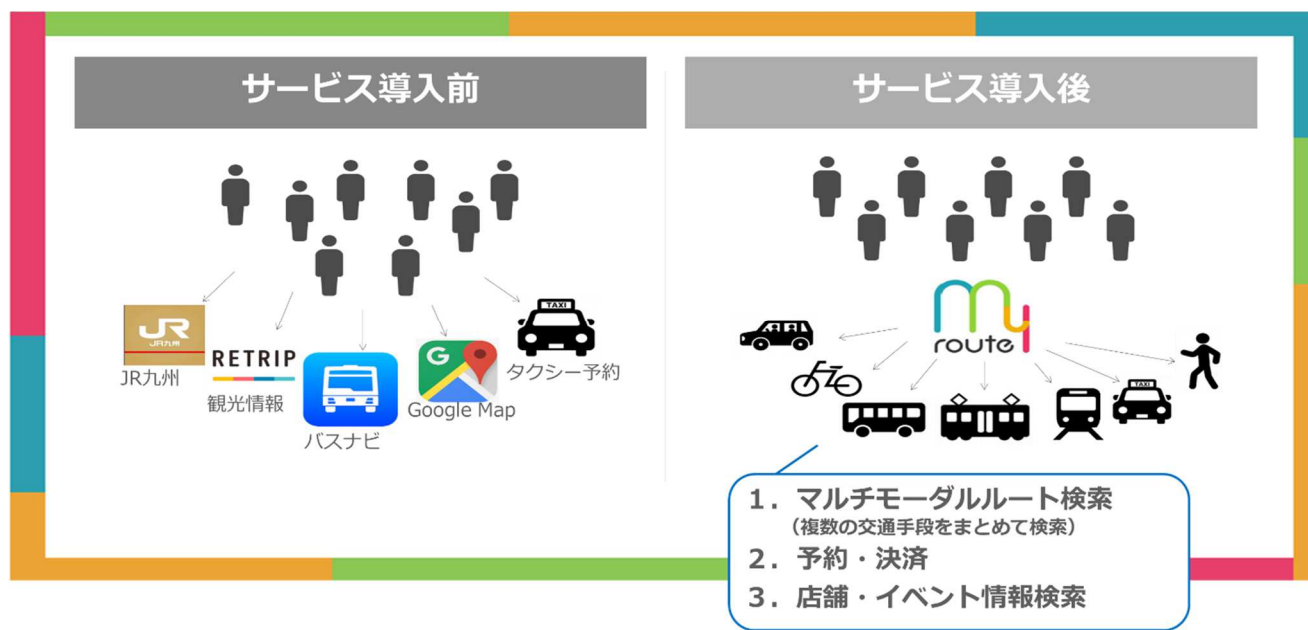 サービス導入前
サービス導入後
JR
JR九州
JR九州
RETRIP
観光情報
バスナビ
G
Google Map
TAXI
タクシー予約
my
route
TAXI
1．マルチモーダルルート検索
（複数の交通手段をまとめて検索）
2．予約・決済
3．店舗・イベント情報検索